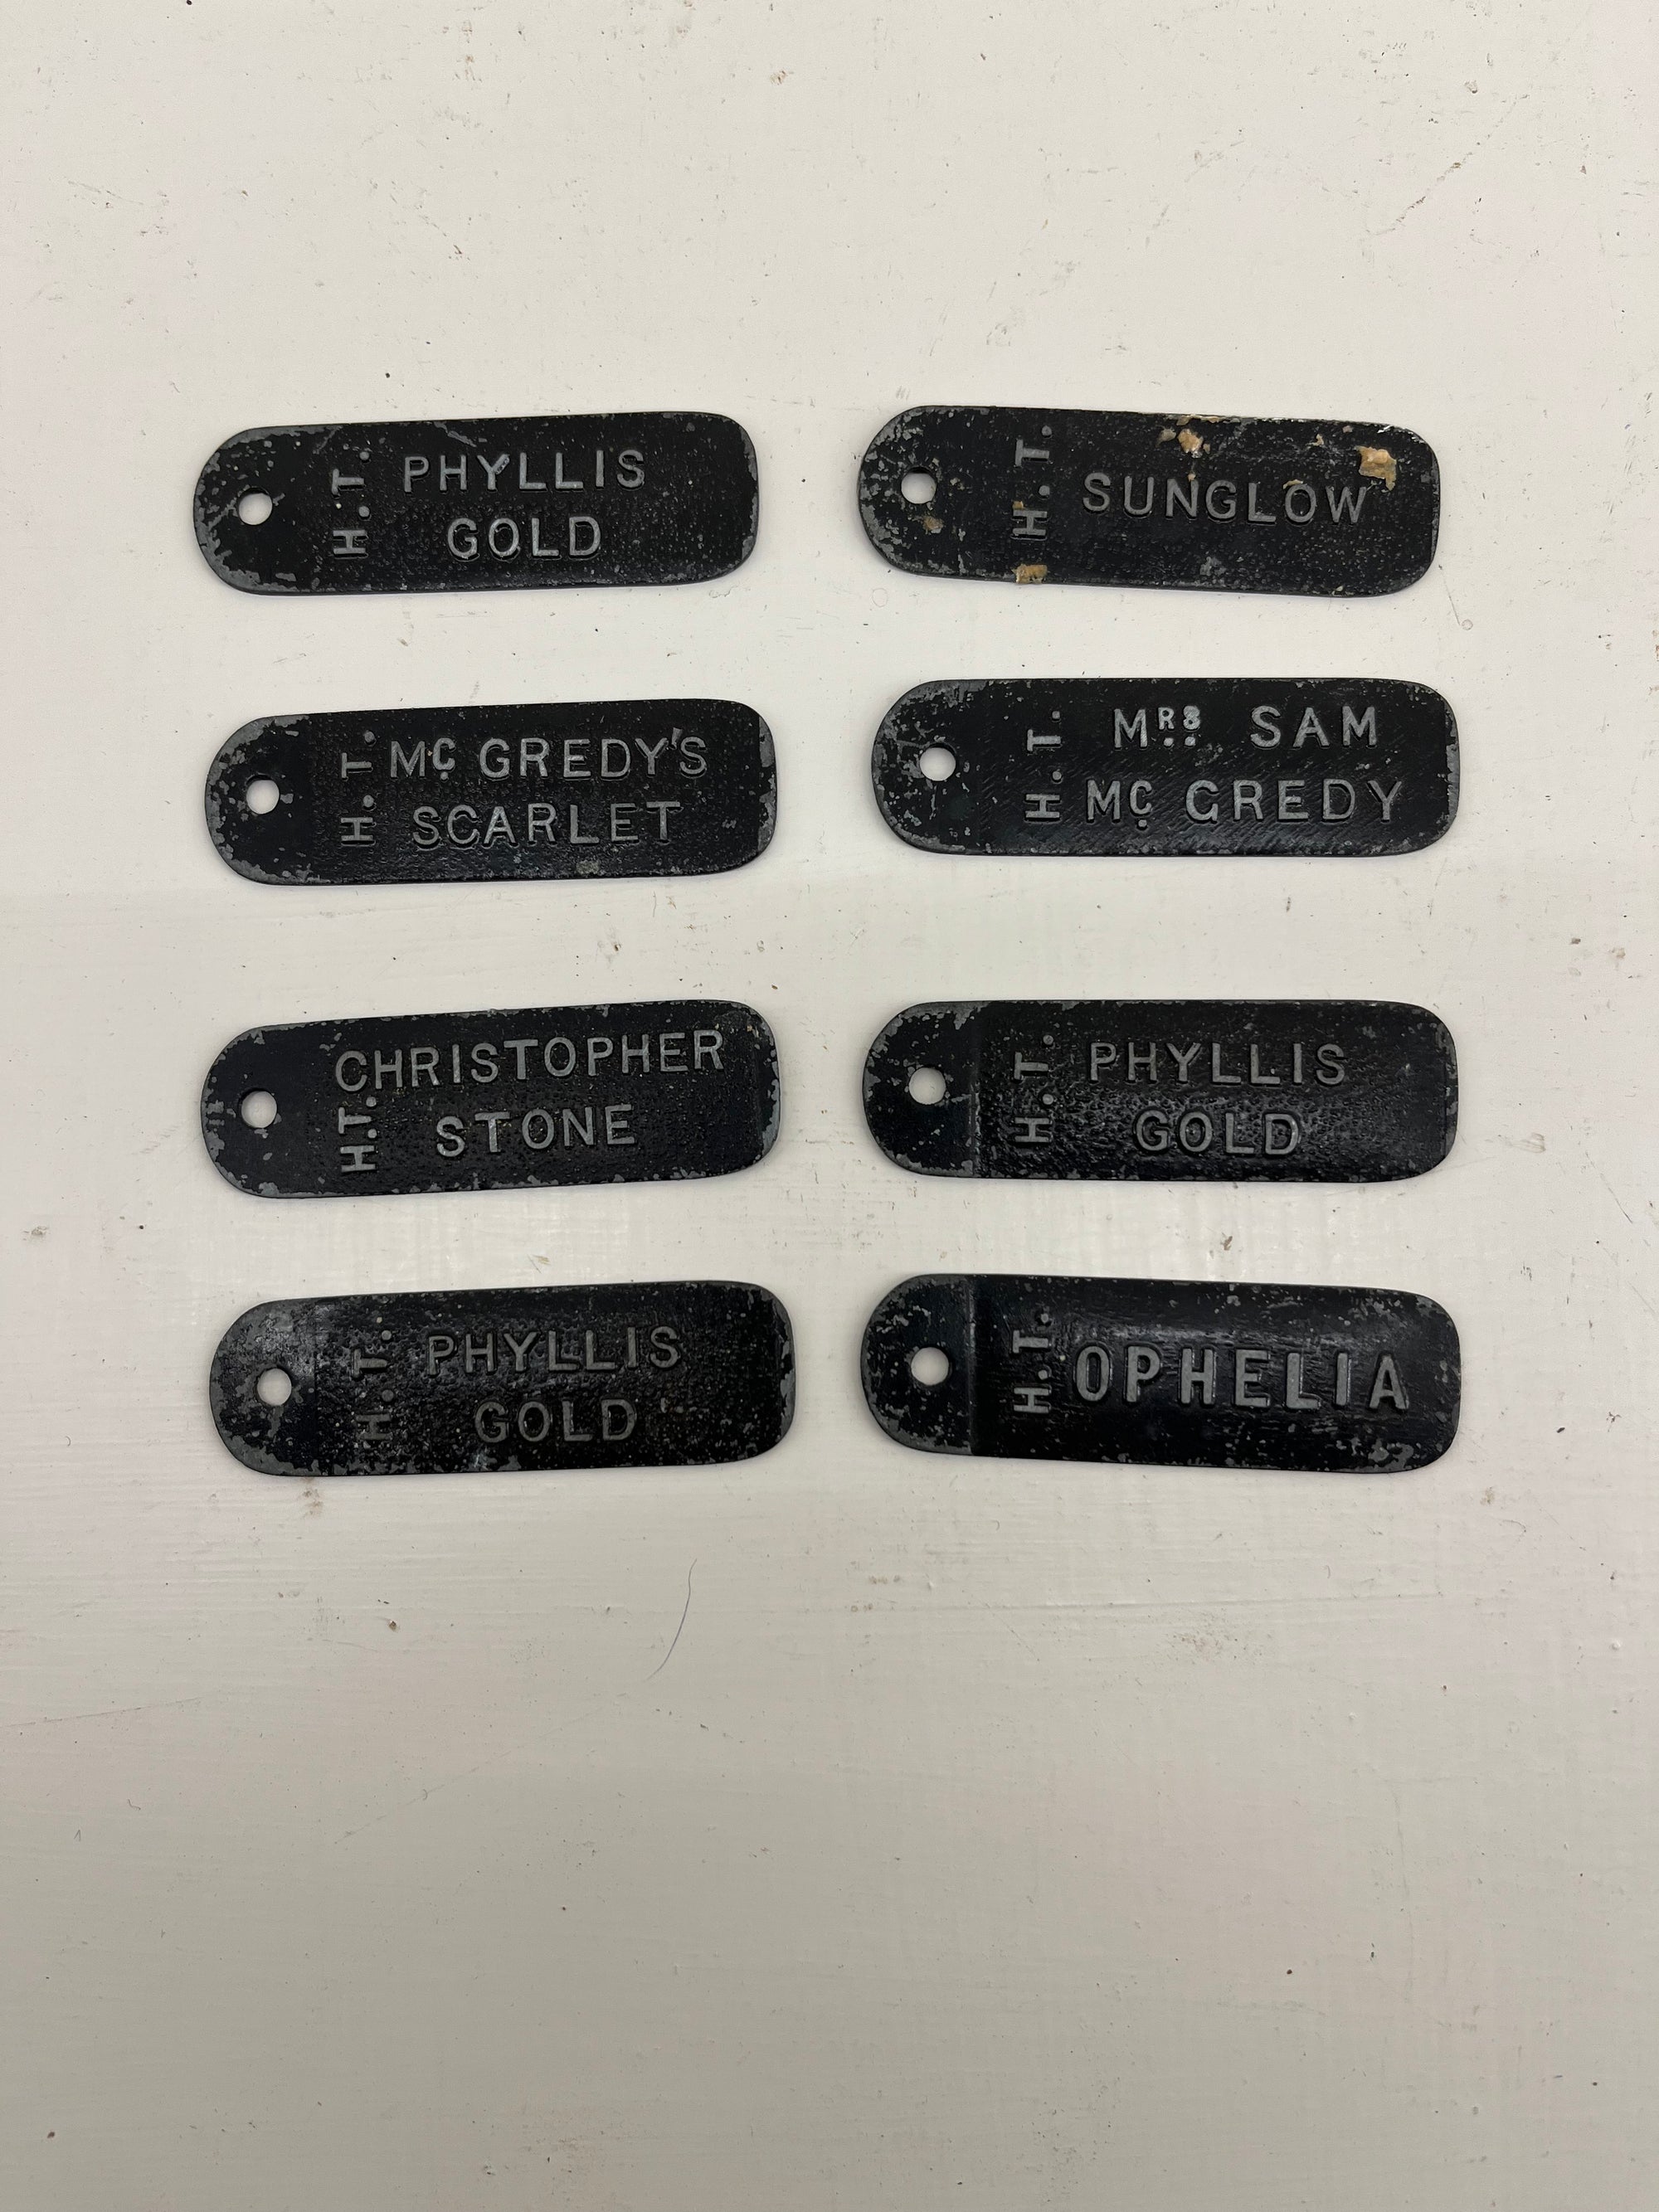 H.T.
PHYLLIS
GOLD
H.T.
SUNGLOW
H.T.
Mc GREDY'S
SCARLET
H.T.
MRS SAM
Mc GREDY
H.T.
CHRISTOPHER
STONE
H.T.
PHYLLIS
GOLD
H.T.
PHYLLIS
GOLD
H.T.
OPHELIA